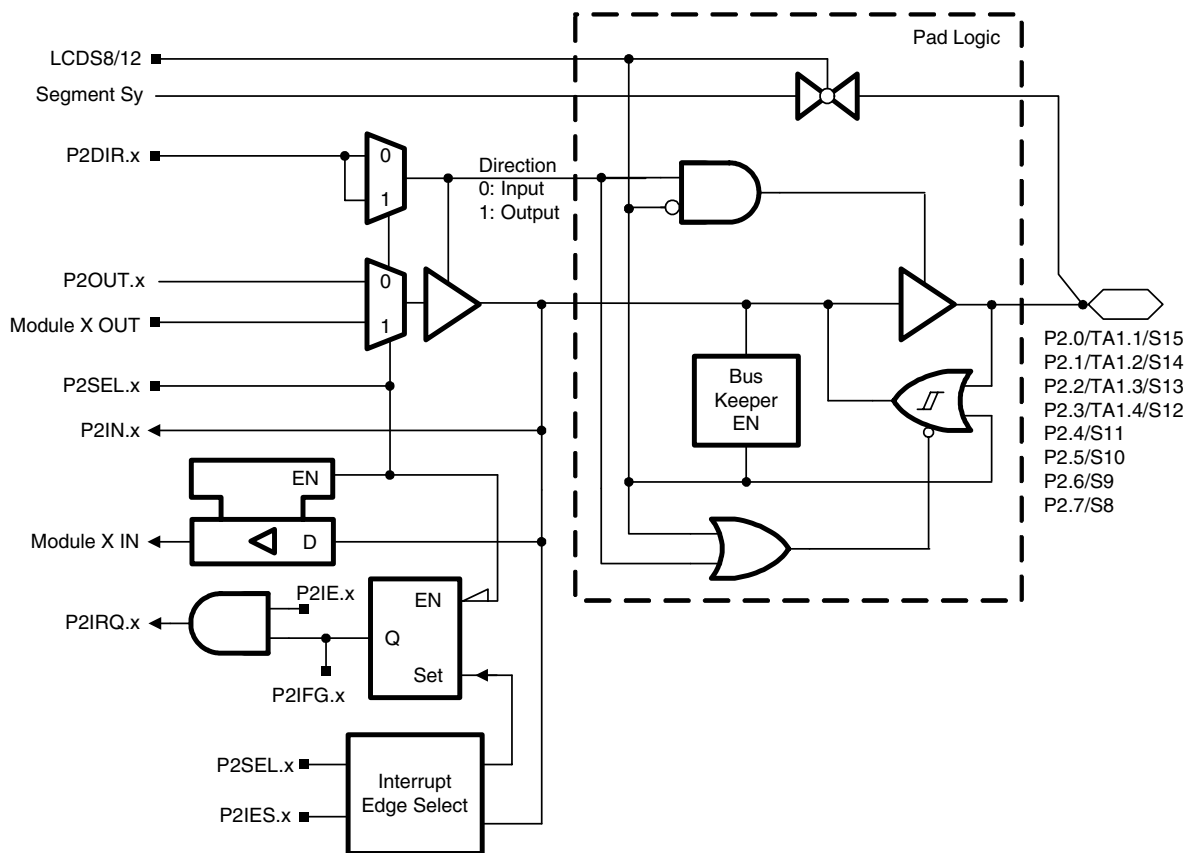 Pad Logic
LCDS8/12
Segment Sy
P2DIR.x
0
1
Direction
0: Input
1: Output
P2OUT.x
0
Module X OUT
1
P2SEL.x
P2IN.x
Bus
Keeper
EN
P2.0/TA1.1/S15
P2.1/TA1.2/S14
P2.2/TA1.3/S13
P2.3/TA1.4/S12
P2.4/S11
P2.5/S10
P2.6/S9
P2.7/S8
EN
Module X IN
D
P2IE.x
P2IRQ.x
EN
Q
Set
P2IFG.x
P2SEL.x
P2IES.x
Interrupt
Edge Select